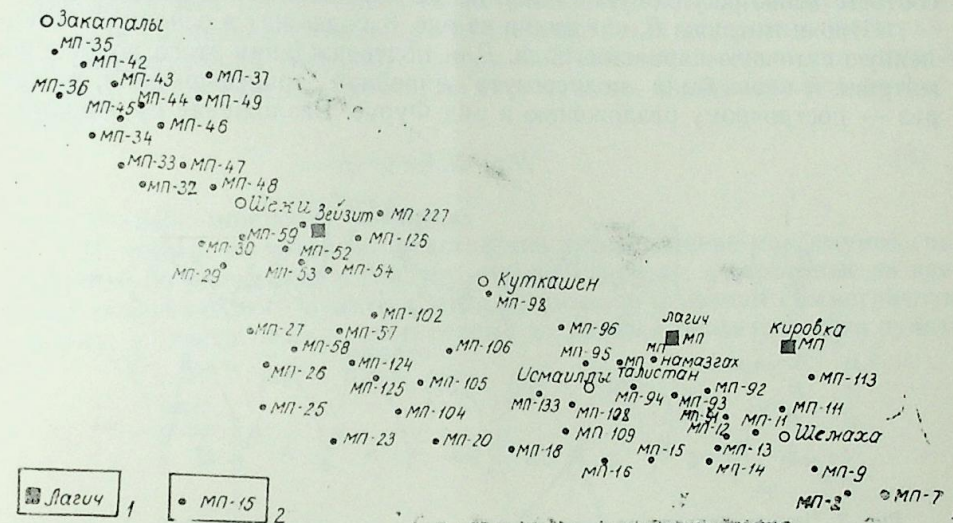 Закаталы
МП-35
МП-42
МП-43 МП-37
МП-36
МП-44 МП-49
МП-45
МП-46
МП-34
МП-33 МП-47
МП-32 МП-48
Шеки Зейзит МП-227
МП-59 МП-126
МП-30 МП-52
МП-29 МП-53 МП-54
Куткашен
МП-98
МП-102
МП-27 МП-57 МП-96 Лагич Кировка
МП МП
МП-58 МП-106 МП
МП-95 МП намазгах
МП-26 МП-124
Исмаиллы Талистан МП-113
МП-125 МП-105 МП-92
МП-133 МП-94 МП-93
МП-25 МП-104 МП-128 МП-91 МП-111
МП-11
МП 109 МП-12 Шемаха
МП-23 МП-20 МП-18 МП-15 МП-13
МП-16 МП-14 МП-9
МП-7
Лагич 1 МП-15 2